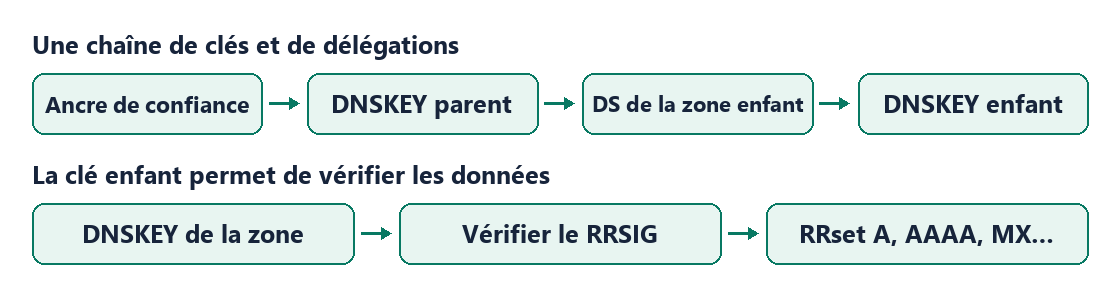 Une chaîne de clés et de délégations
Ancre de confiance
DNSKEY parent
DS de la zone enfant
DNSKEY enfant
La clé enfant permet de vérifier les données
DNSKEY de la zone
Vérifier le RRSIG
RRset A, AAAA, MX...